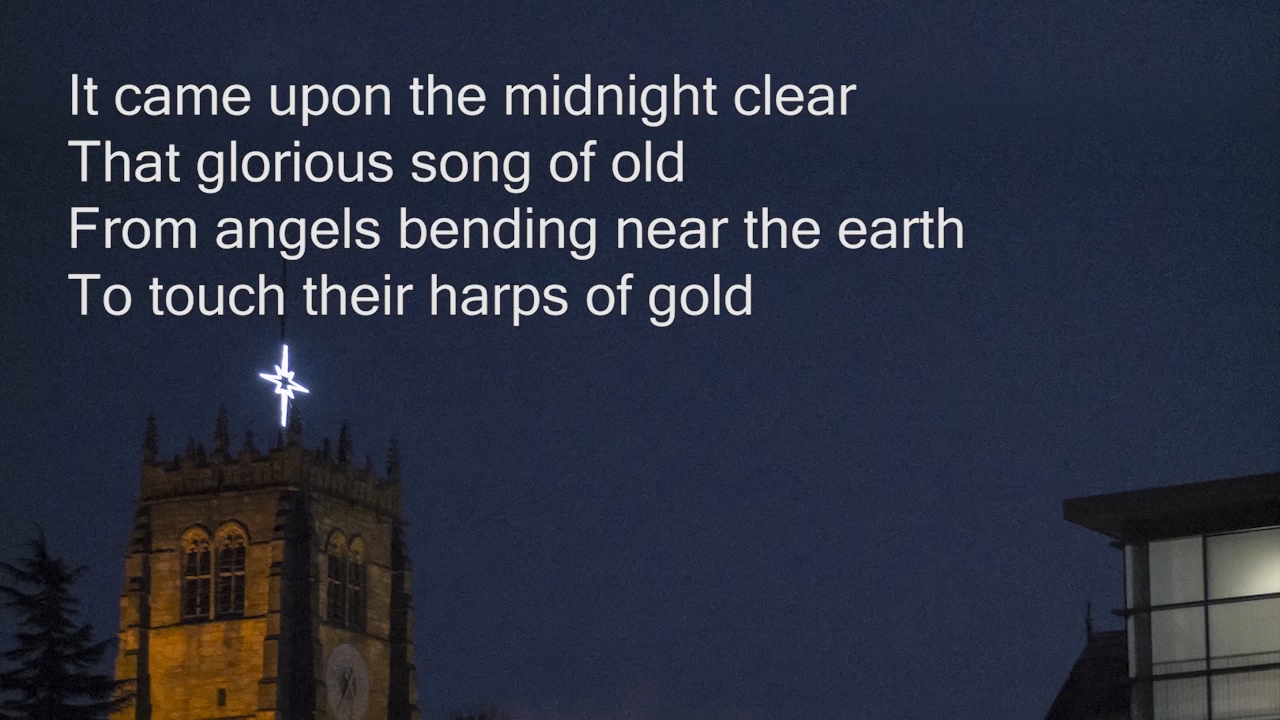 It came upon the midnight clear
That glorious song of old
From angels bending near the earth
To touch their harps of gold